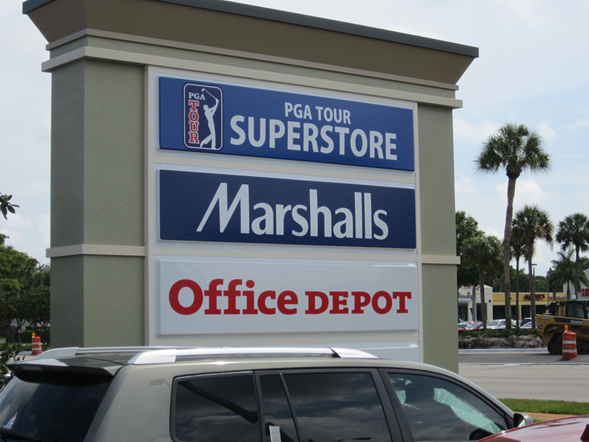 PGA
TOUR
PGA TOUR
SUPERSTORE
Marshalls
Office DEPOT